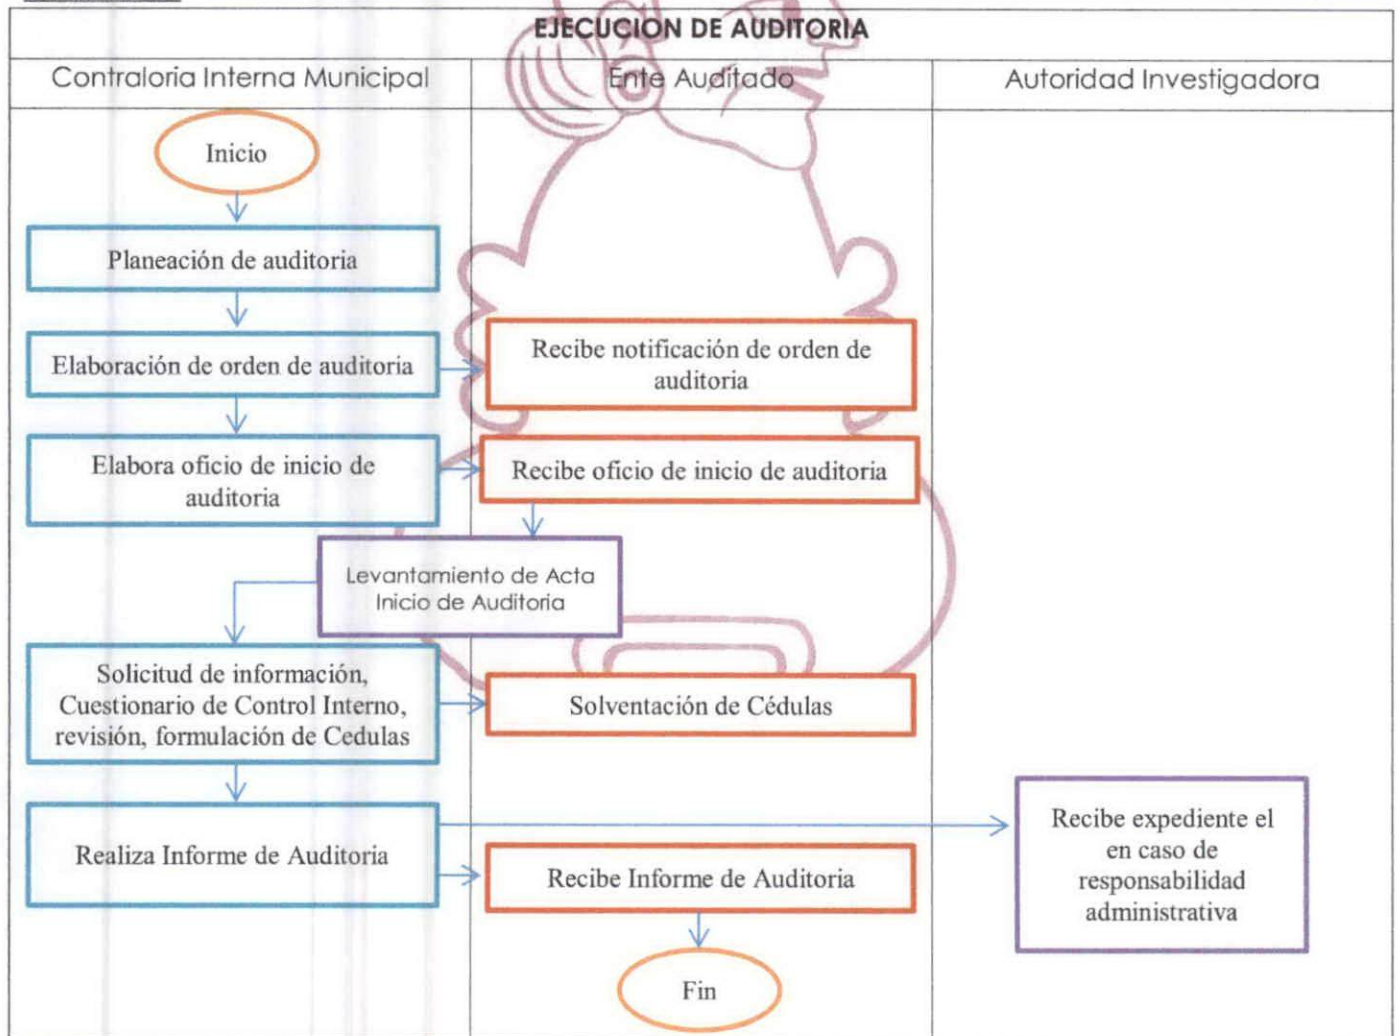 EJECUCION DE AUDITORIA
Contraloria Interna Municipal
Ente Auditado
Autoridad Investigadora
Inicio
Planeación de auditoria
Elaboración de orden de auditoria
Recibe notificación de orden de
auditoria
Elabora oficio de inicio de
auditoria
Recibe oficio de inicio de auditoria
Levantamiento de Acta
Inicio de Auditoria
Solicitud de información,
Cuestionario de Control Interno,
revisión, formulación de Cedulas
Solventación de Cédulas
Realiza Informe de Auditoria
Recibe Informe de Auditoria
Recibe expediente el
en caso de
responsabilidad
administrativa
Fin